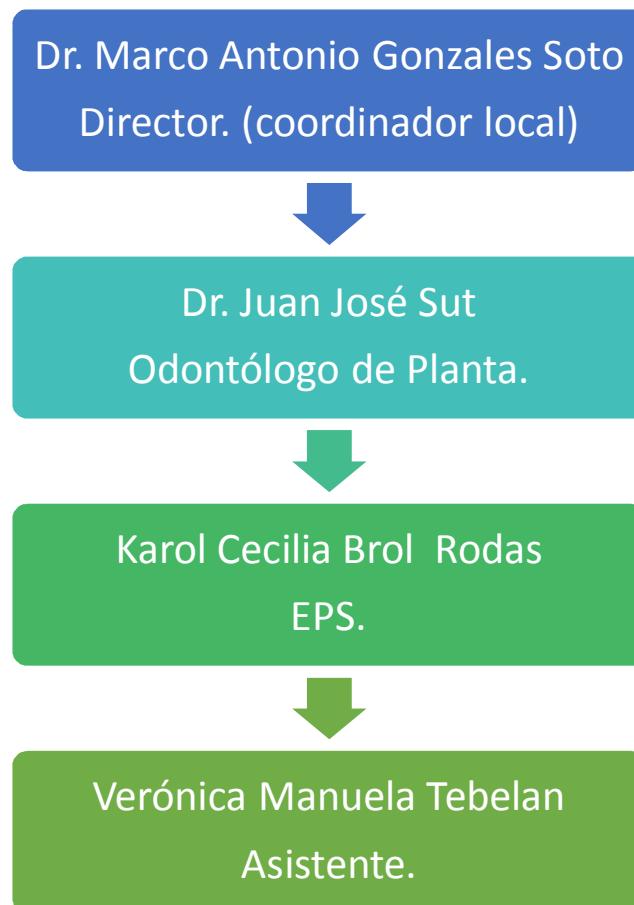 Dr. Marco Antonio Gonzales Soto
Director. (coordinador local)
Dr. Juan José Sut
Odontólogo de Planta.
Karol Cecilia Brol  Rodas
EPS.
Verónica Manuela Tebelan
Asistente.